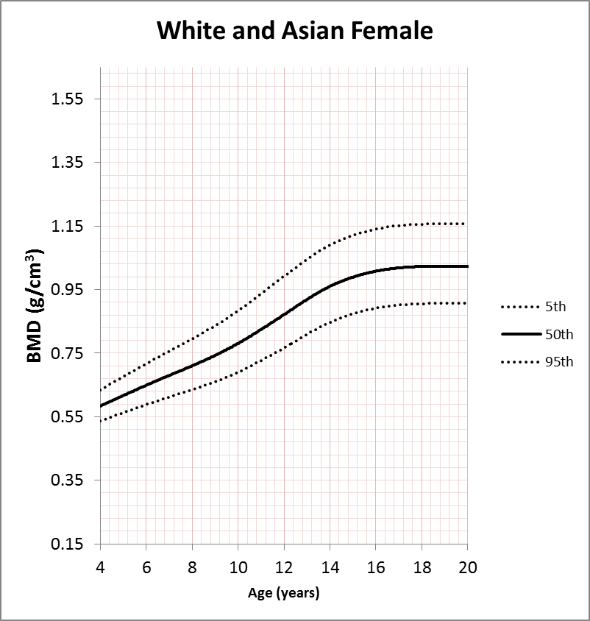 White and Asian Female
1.55
1.35
1.15
0.95
0.75
0.55
0.35
0.15
BMD (g/cm³)
4 6 8 10 12 14 16 18 20
Age (years)
5th
50th
95th